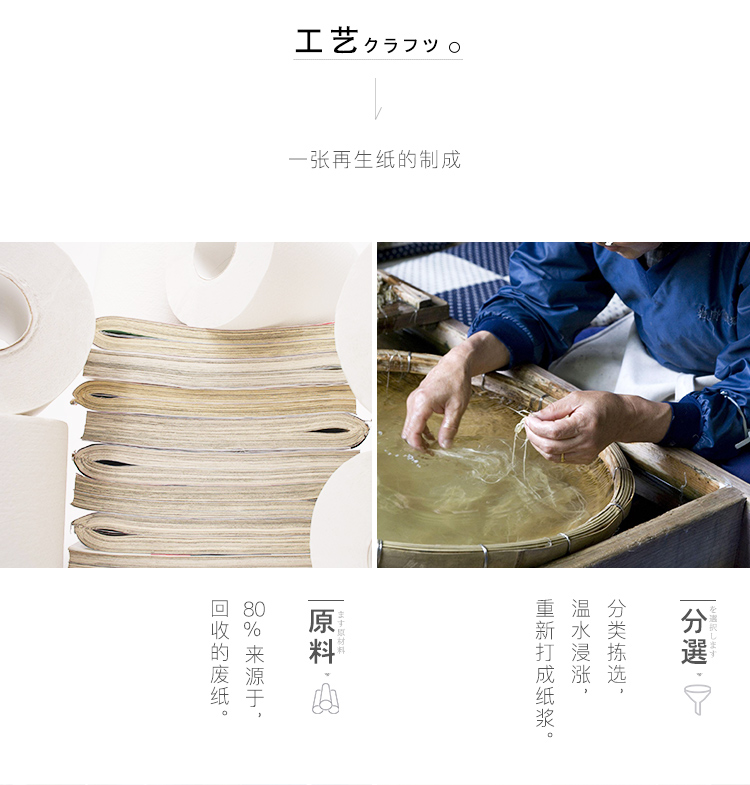 工艺クラフツ
一张再生纸的制成
原料
ます原材料
80% 来源于，
回收的废纸。
分選
を選択します
分类拣选，
温水浸涨，
重新打成纸浆。